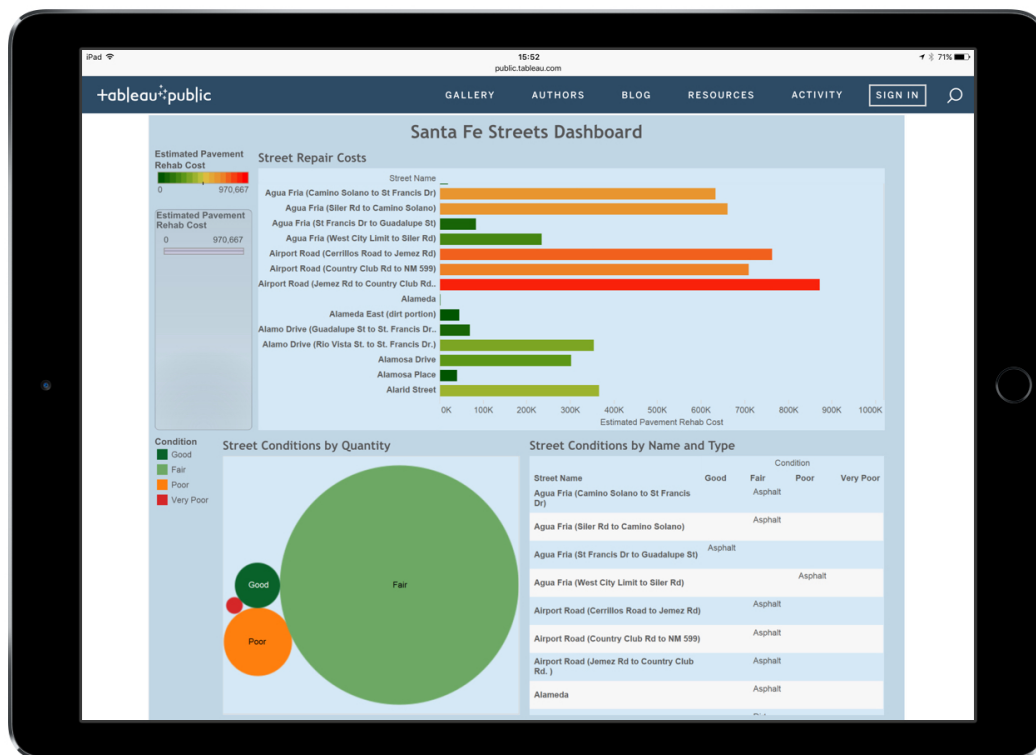 iPad
15:52
71%
public.tableau.com
+ableau public
GALLERY
AUTHORS
BLOG
RESOURCES
ACTIVITY
SIGN IN
Santa Fe Streets Dashboard
Estimated Pavement
Rehab Cost
0 970,667
Estimated Pavement
Rehab Cost
0 970,667
Street Repair Costs
Street Name
Agua Fria (Camino Solano to St Francis Dr)
Agua Fria (Siler Rd to Camino Solano)
Agua Fria (St Francis Dr to Guadalupe St)
Agua Fria (West City Limit to Siler Rd)
Airport Road (Cerrillos Road to Jemez Rd)
Airport Road (Country Club Rd to NM 599)
Airport Road (Jemez Rd to Country Club Rd..
Alameda
Alameda East (dirt portion)
Alamo Drive (Guadalupe St to St. Francis Dr..
Alamo Drive (Rio Vista St. to St. Francis Dr.)
Alamosa Drive
Alamosa Place
Alarid Street
0K 100K 200K 300K 400K 500K 600K 700K 800K 900K 1000K
Estimated Pavement Rehab Cost
Condition
Good
Fair
Poor
Very Poor
Street Conditions by Quantity
Good
Fair
Poor
Street Conditions by Name and Type
Condition
Street Name Good Fair Poor Very Poor
Agua Fria (Camino Solano to St Francis Asphalt
Dr)
Agua Fria (Siler Rd to Camino Solano) Asphalt
Agua Fria (St Francis Dr to Guadalupe St) Asphalt
Agua Fria (West City Limit to Siler Rd) Asphalt
Airport Road (Cerrillos Road to Jemez Rd) Asphalt
Airport Road (Country Club Rd to NM 599) Asphalt
Airport Road (Jemez Rd to Country Club Asphalt
Rd. )
Alameda Asphalt